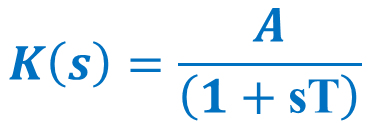 K(s) = A / (1 + sT)